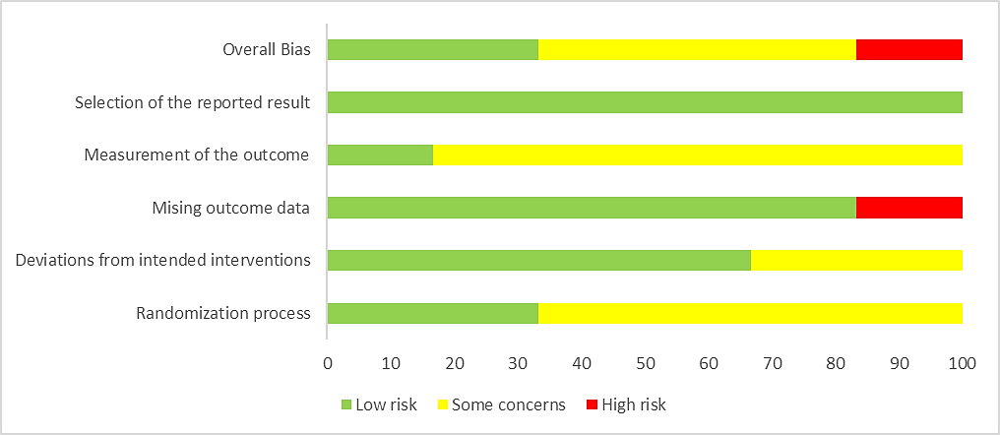 Overall Bias
Selection of the reported result
Measurement of the outcome
Mising outcome data
Deviations from intended interventions
Randomization process
0 10 20 30 40 50 60 70 80 90 100
Low risk Some concerns High risk